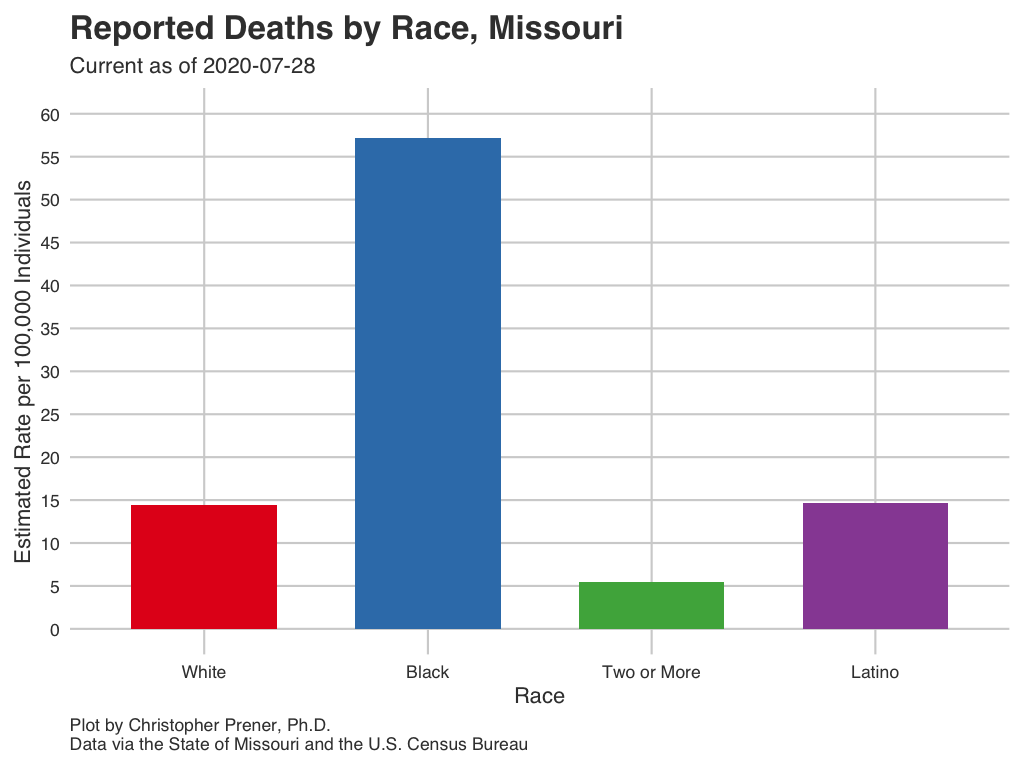 Reported Deaths by Race, Missouri
Current as of 2020-07-28
Estimated Rate per 100,000 Individuals
60
55
50
45
40
35
30
25
20
15
10
5
0
White Black Two or More Latino
Race
Plot by Christopher Prener, Ph.D.
Data via the State of Missouri and the U.S. Census Bureau